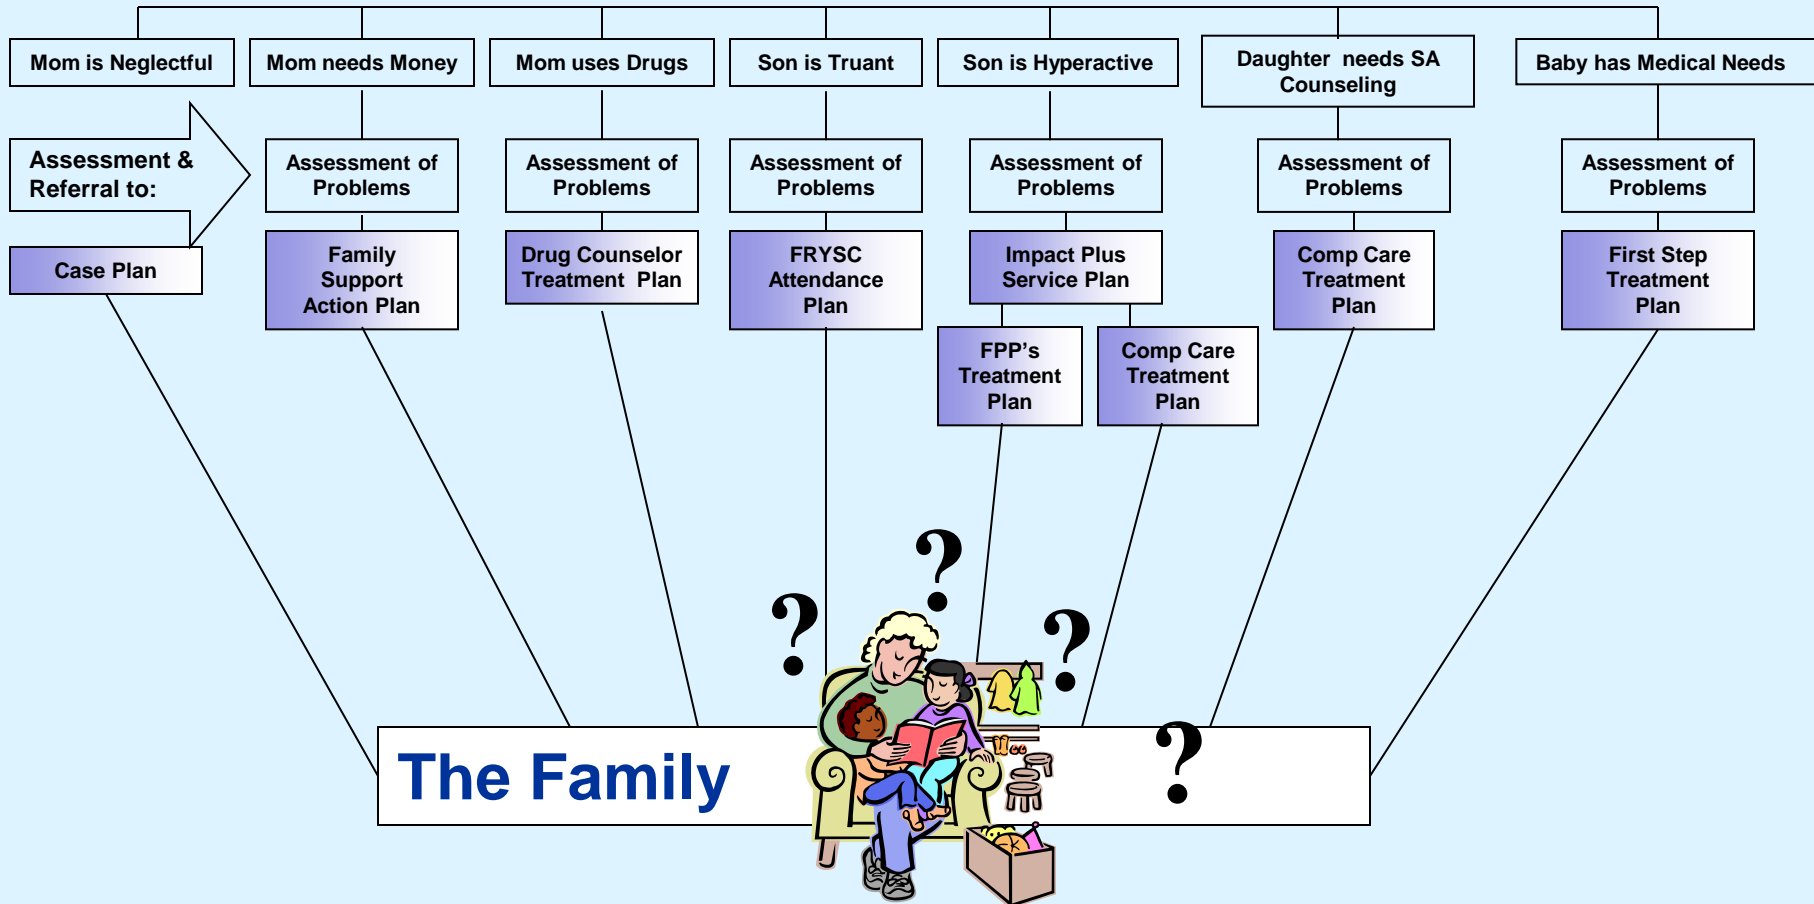 Mom is Neglectful
Mom needs Money
Mom uses Drugs
Son is Truant
Son is Hyperactive
Daughter needs SA
Counseling
Baby has Medical Needs
Assessment &
Referral to:
Assessment of
Problems
Assessment of
Problems
Assessment of
Problems
Assessment of
Problems
Assessment of
Problems
Assessment of
Problems
Case Plan
Family
Support
Action Plan
Drug Counselor
Treatment Plan
FRYSC
Attendance
Plan
Impact Plus
Service Plan
Comp Care
Treatment
Plan
First Step
Treatment
Plan
FPP's
Treatment
Plan
Comp Care
Treatment
Plan
?
?
?
?
The Family